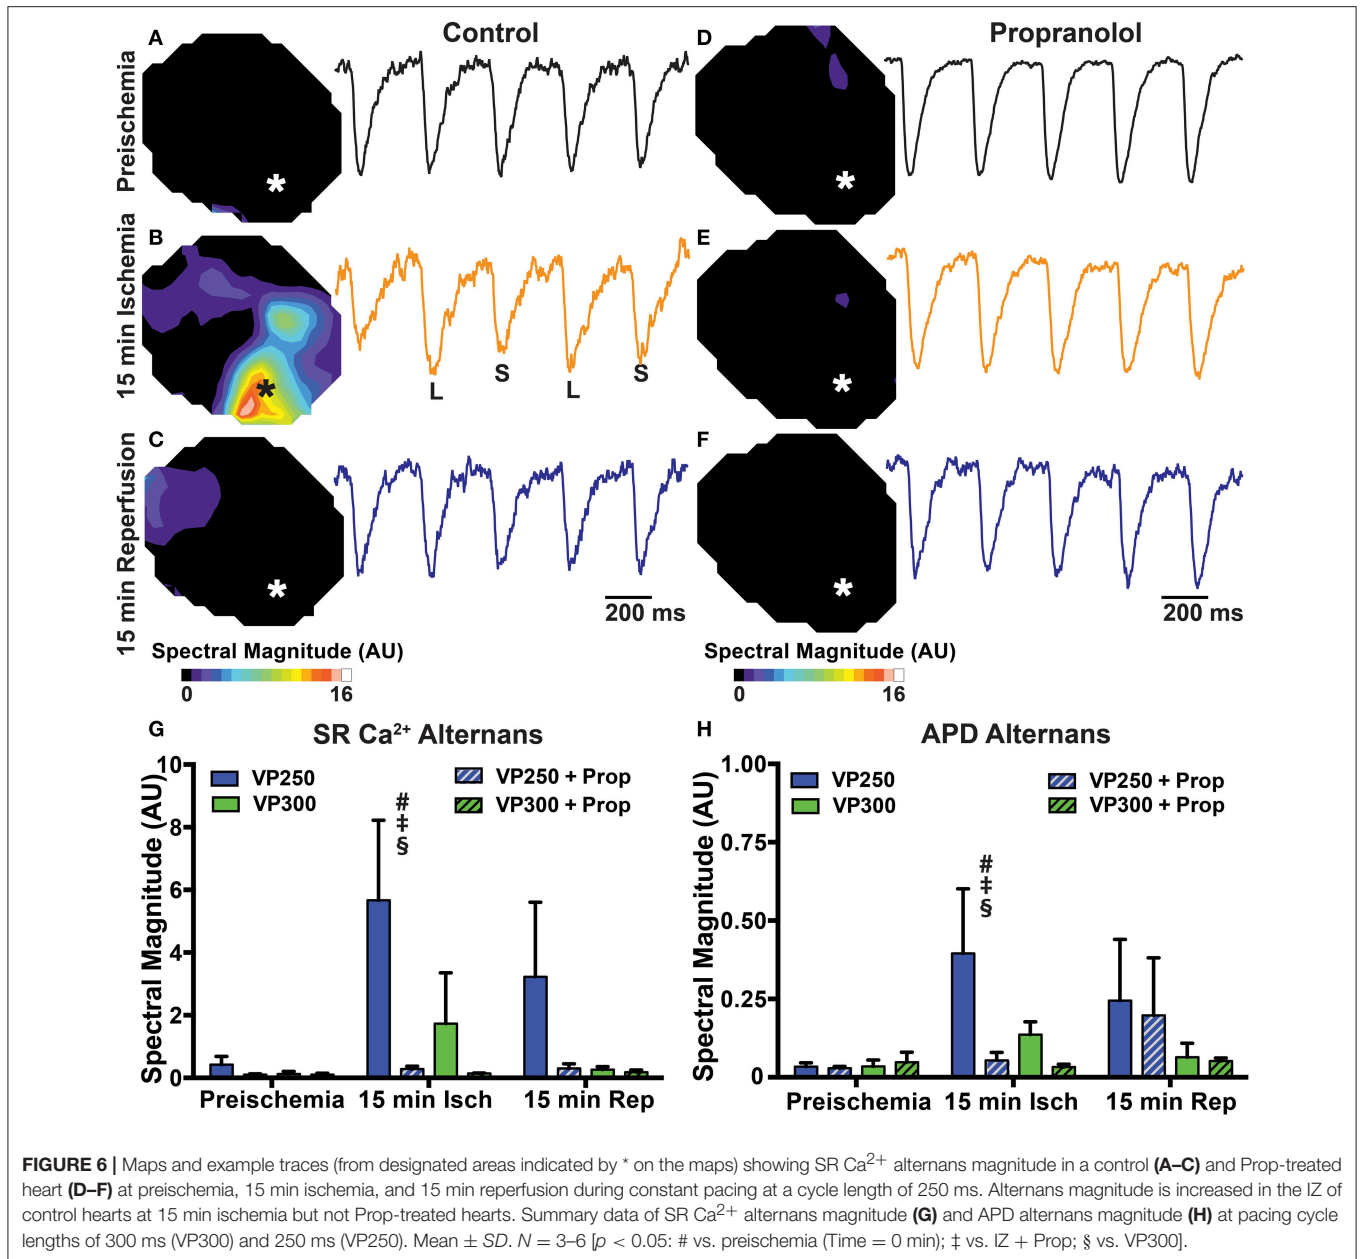 A
Control
D
Propranolol
Preischemia
B
E
15 min Ischemia
L
S
L
S
C
F
15 min Reperfusion
200 ms
200 ms
Spectral Magnitude (AU)
0
16
Spectral Magnitude (AU)
0
16
G
SR Ca²⁺ Alternans
10
8
6
4
2
0
Spectral Magnitude (AU)
VP250
VP300
VP250 + Prop
VP300 + Prop
#
‡
§
Preischemia
15 min Isch
15 min Rep
H
APD Alternans
1.00
0.75
0.50
0.25
0
Spectral Magnitude (AU)
VP250
VP300
VP250 + Prop
VP300 + Prop
#
‡
§
Preischemia
15 min Isch
15 min Rep
FIGURE 6 | Maps and example traces (from designated areas indicated by * on the maps) showing SR Ca²⁺ alternans magnitude in a control (A–C) and Prop-treated
heart (D–F) at preischemia, 15 min ischemia, and 15 min reperfusion during constant pacing at a cycle length of 250 ms. Alternans magnitude is increased in the IZ of
control hearts at 15 min ischemia but not Prop-treated hearts. Summary data of SR Ca²⁺ alternans magnitude (G) and APD alternans magnitude (H) at pacing cycle
lengths of 300 ms (VP300) and 250 ms (VP250). Mean ± SD. N = 3–6 [p < 0.05: # vs. preischemia (Time = 0 min); ‡ vs. IZ + Prop; § vs. VP300].